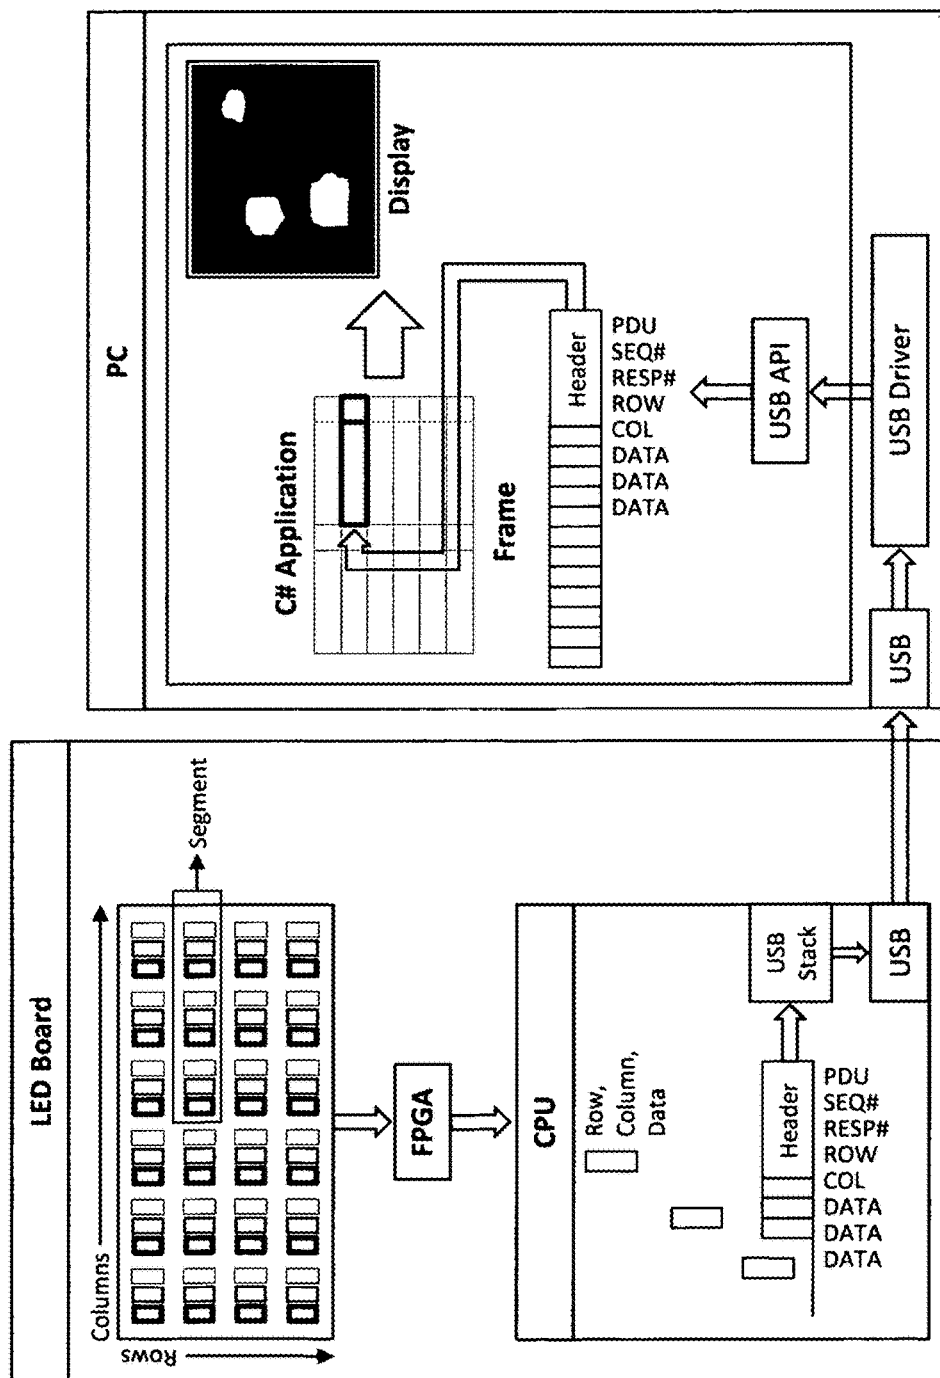 LED Board
Columns
Rows
Segment
FPGA
CPU
Row,
Column,
Data
Header
PDU
SEQ#
RESP#
ROW
COL
DATA
DATA
DATA
USB
Stack
USB
PC
C# Application
Display
Frame
Header
PDU
SEQ#
RESP#
ROW
COL
DATA
DATA
DATA
USB API
USB
USB Driver